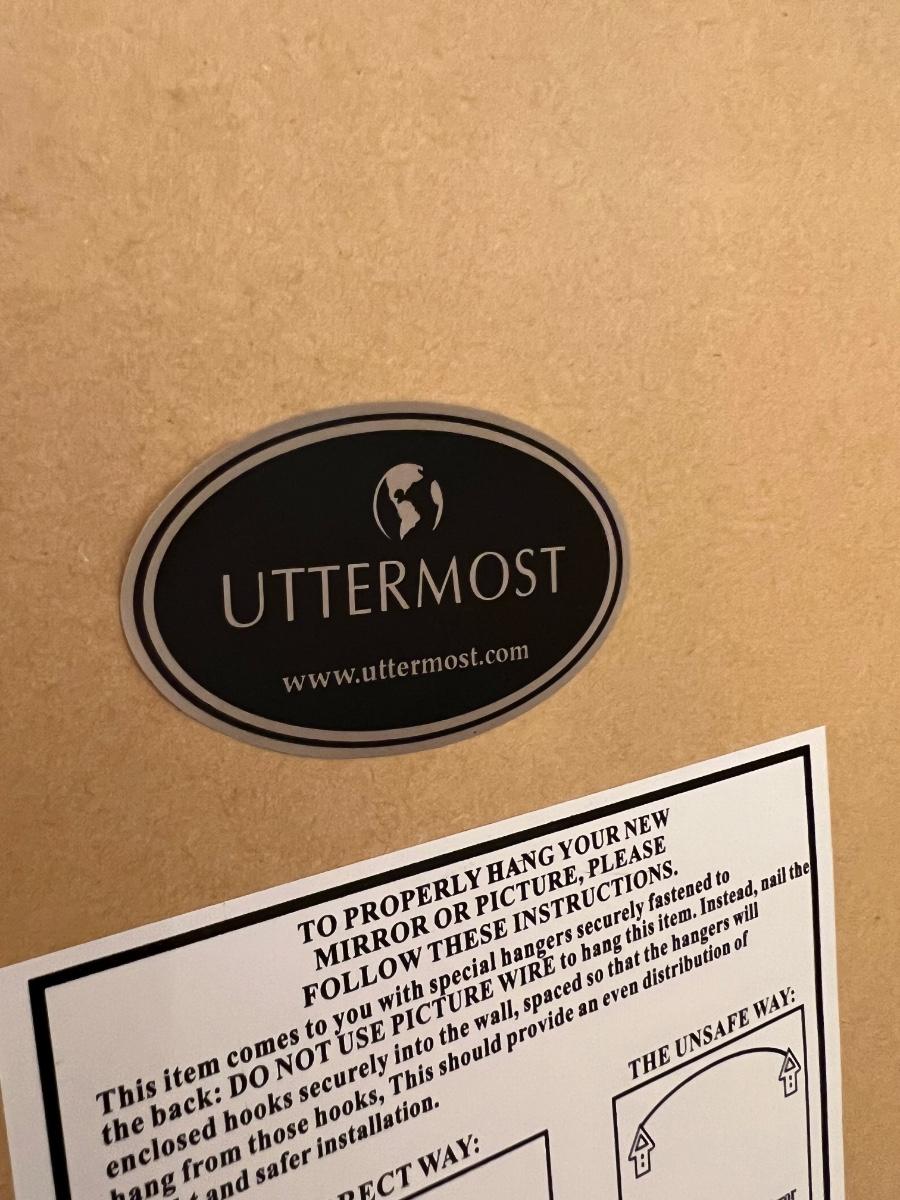 UTTERMOST
www.uttermost.com
TO PROPERLY HANG YOUR NEW
MIRROR OR PICTURE, PLEASE
FOLLOW THESE INSTRUCTIONS.
This item comes to you with special hangers securely fastened to
the back: DO NOT USE PICTURE WIRE to hang this item. Instead, nail the
enclosed hooks securely into the wall, spaced so that the hangers will
hang from those hooks, This should provide an even distribution of
and safer installation.
THE UNSAFE WAY:
WAY: